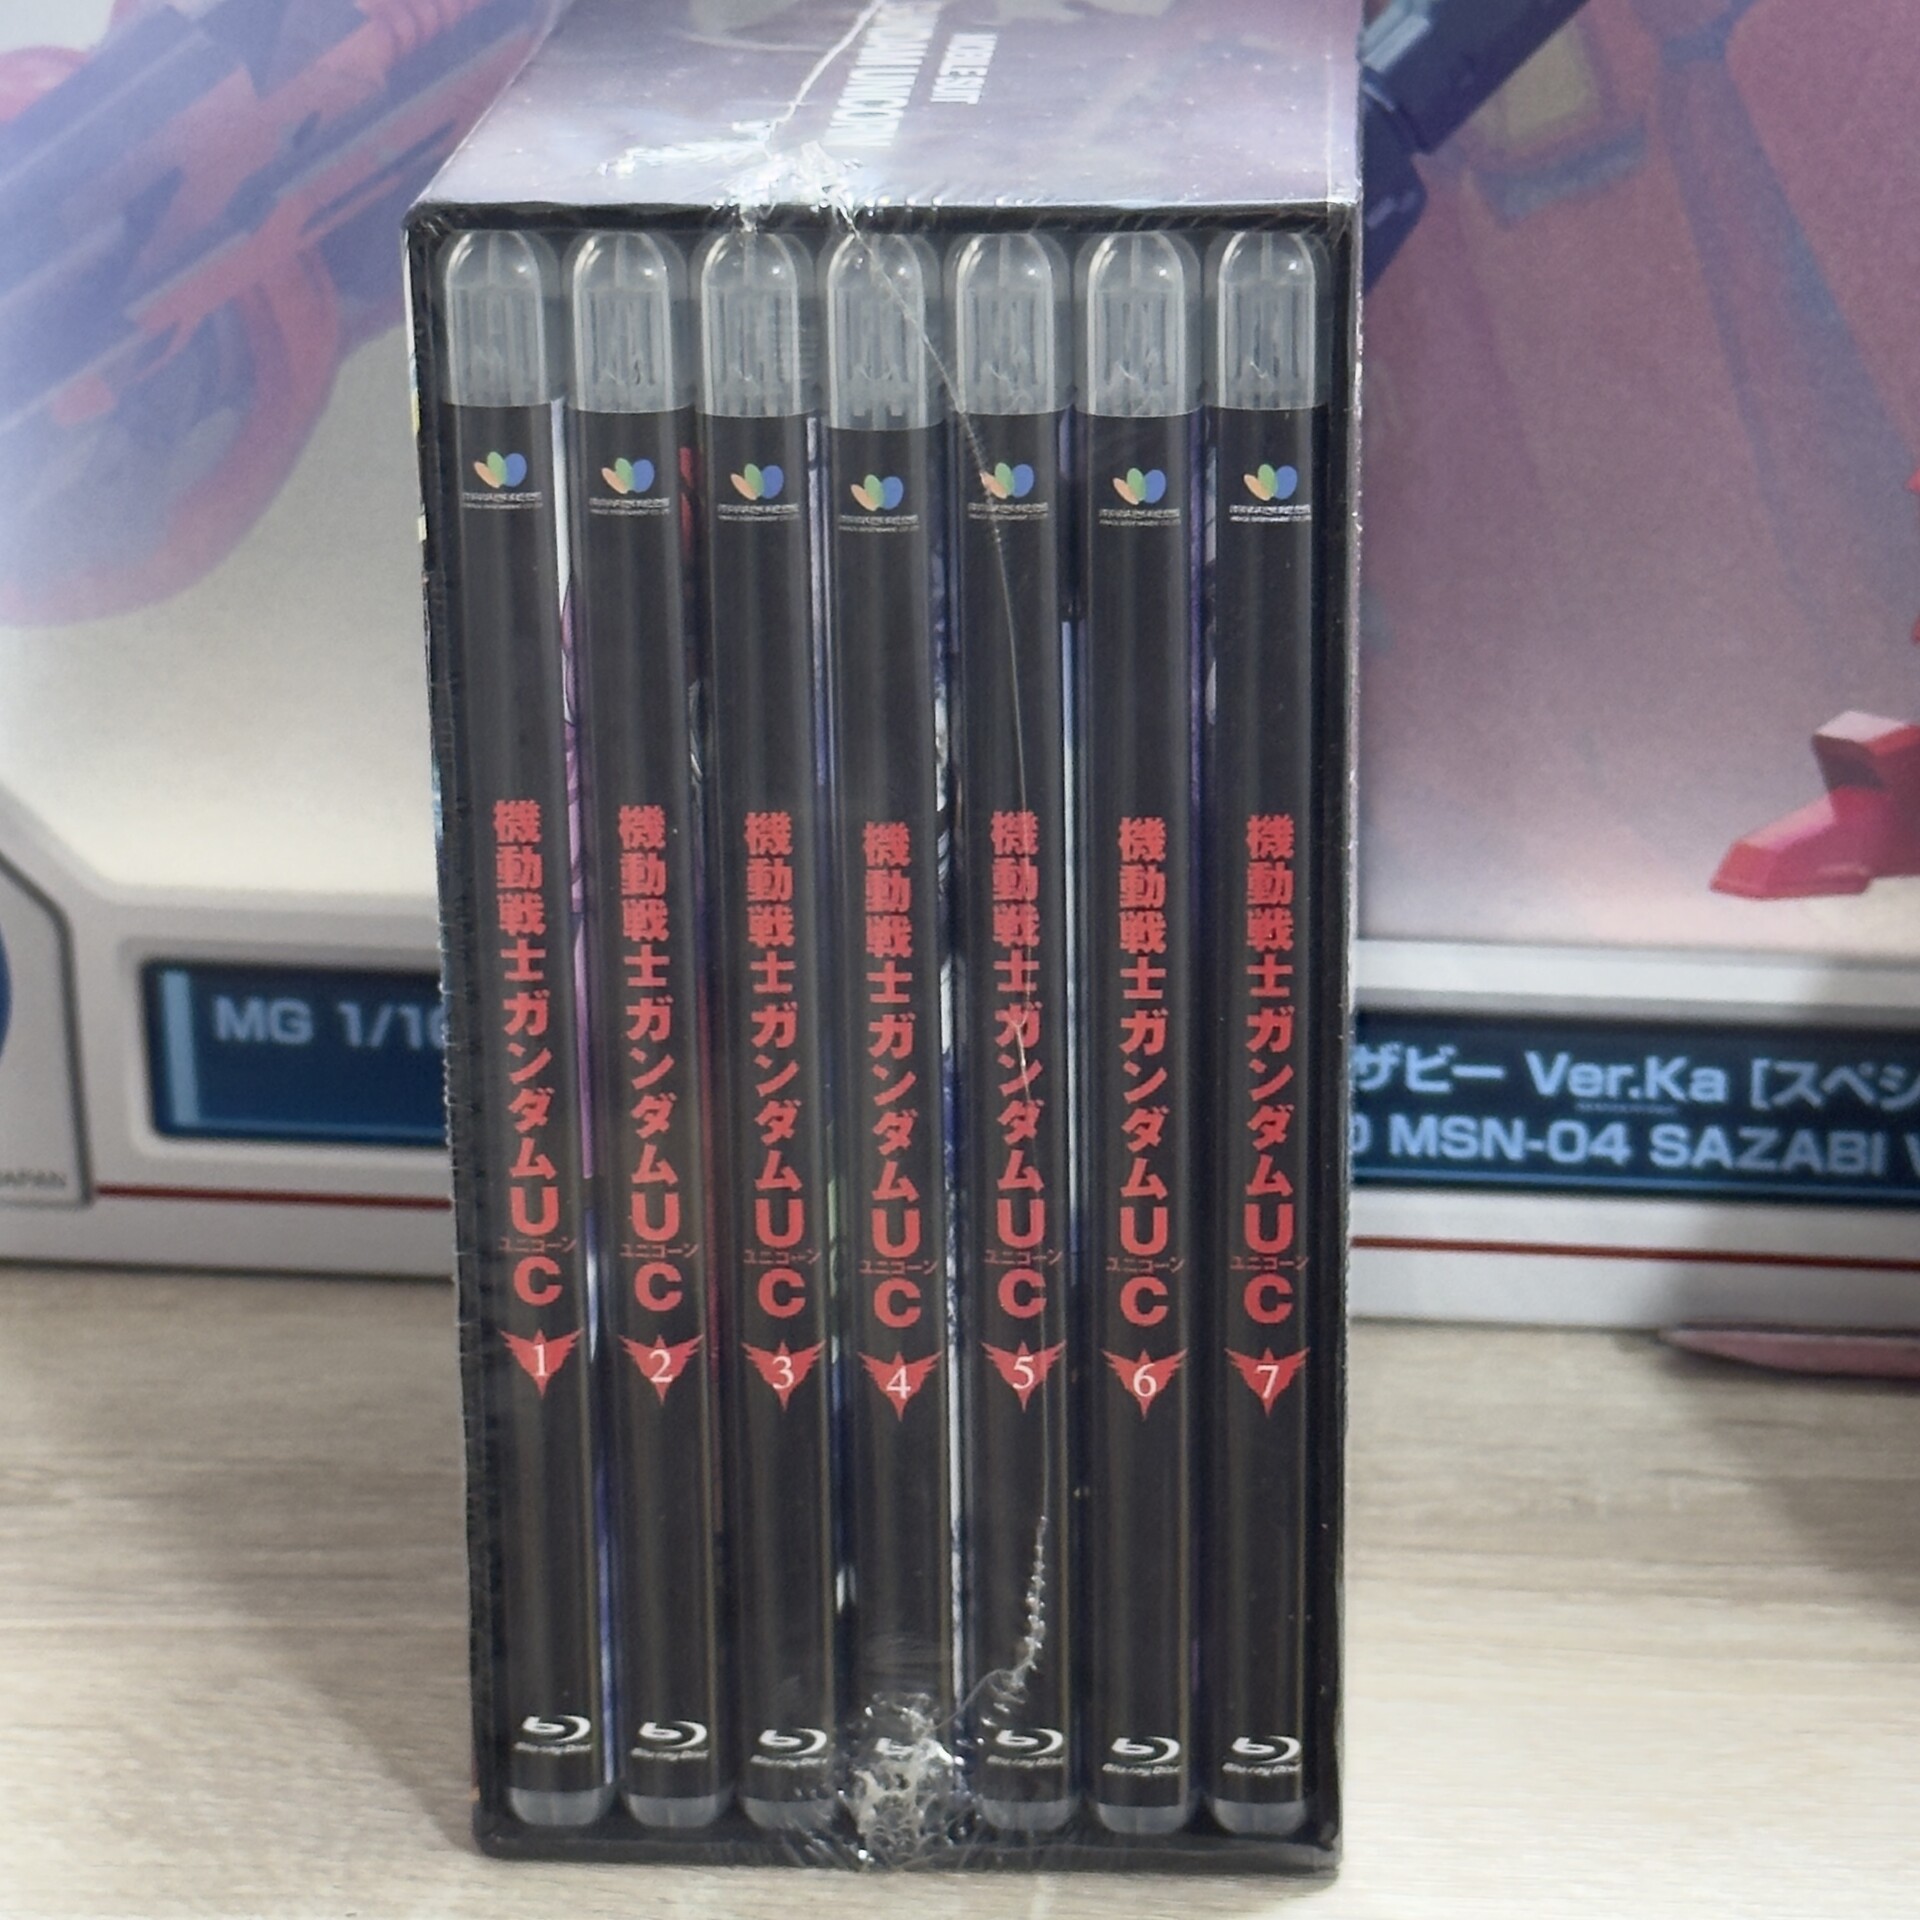 MOBILE SUIT
GUNDAM UNICORN
機動戦士ガンダムUC
ユニコーン
1
Blu-ray Disc
機動戦士ガンダムUC
ユニコーン
2
Blu-ray Disc
機動戦士ガンダムUC
ユニコーン
3
Blu-ray Disc
機動戦士ガンダムUC
ユニコーン
4
機動戦士ガンダムUC
ユニコーン
5
Blu-ray Disc
機動戦士ガンダムUC
ユニコーン
6
Blu-ray Disc
機動戦士ガンダムUC
ユニコーン
7
Blu-ray Disc
MG 1/10
ザビー Ver.Ka [スペシ
0 MSN-04 SAZABI V
JAPAN